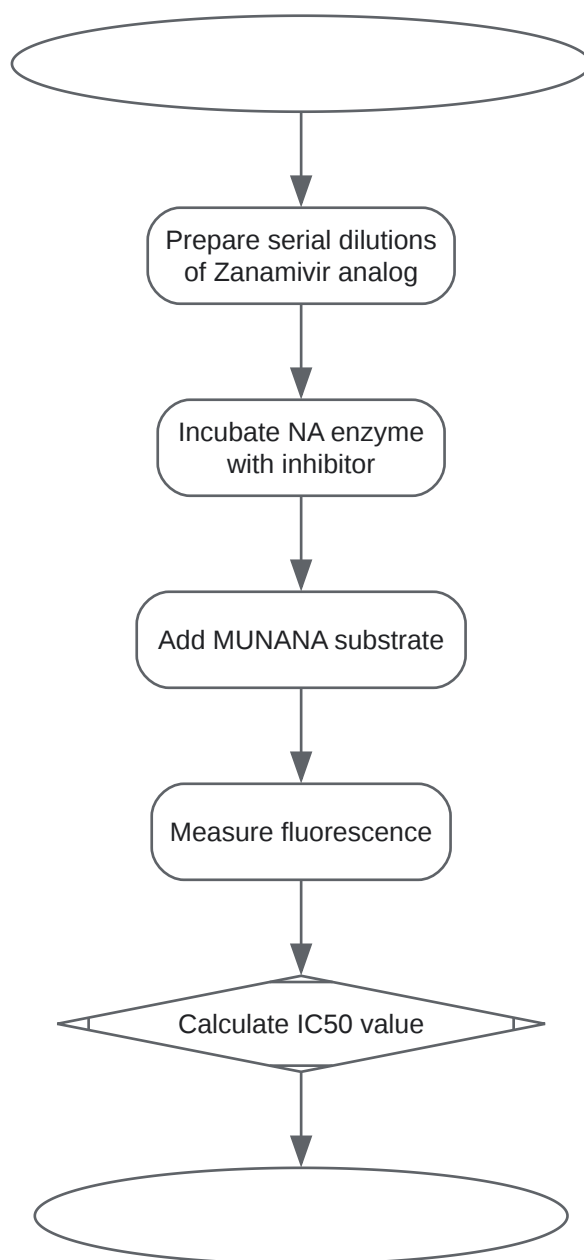 Prepare serial dilutions
of Zanamivir analog
Incubate NA enzyme
with inhibitor
Add MUNANA substrate
Measure fluorescence
Calculate IC50 value